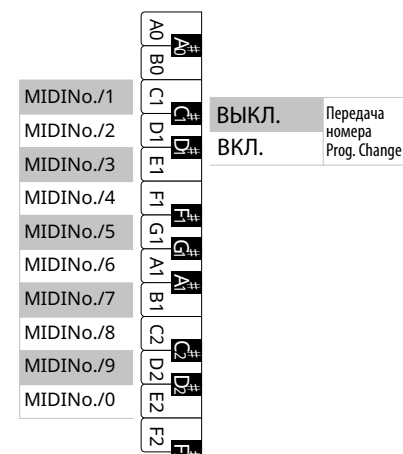 A0
A0#
B0
MIDINo./1
C1
C1#
MIDINo./2
D1
D1#
MIDINo./3
E1
MIDINo./4
F1
F1#
MIDINo./5
G1
G1#
MIDINo./6
A1
A1#
MIDINo./7
B1
MIDINo./8
C2
C2#
MIDINo./9
D2
D2#
MIDINo./0
E2
F2
ВЫКЛ.
ВКЛ.
Передача
номера
Prog. Change